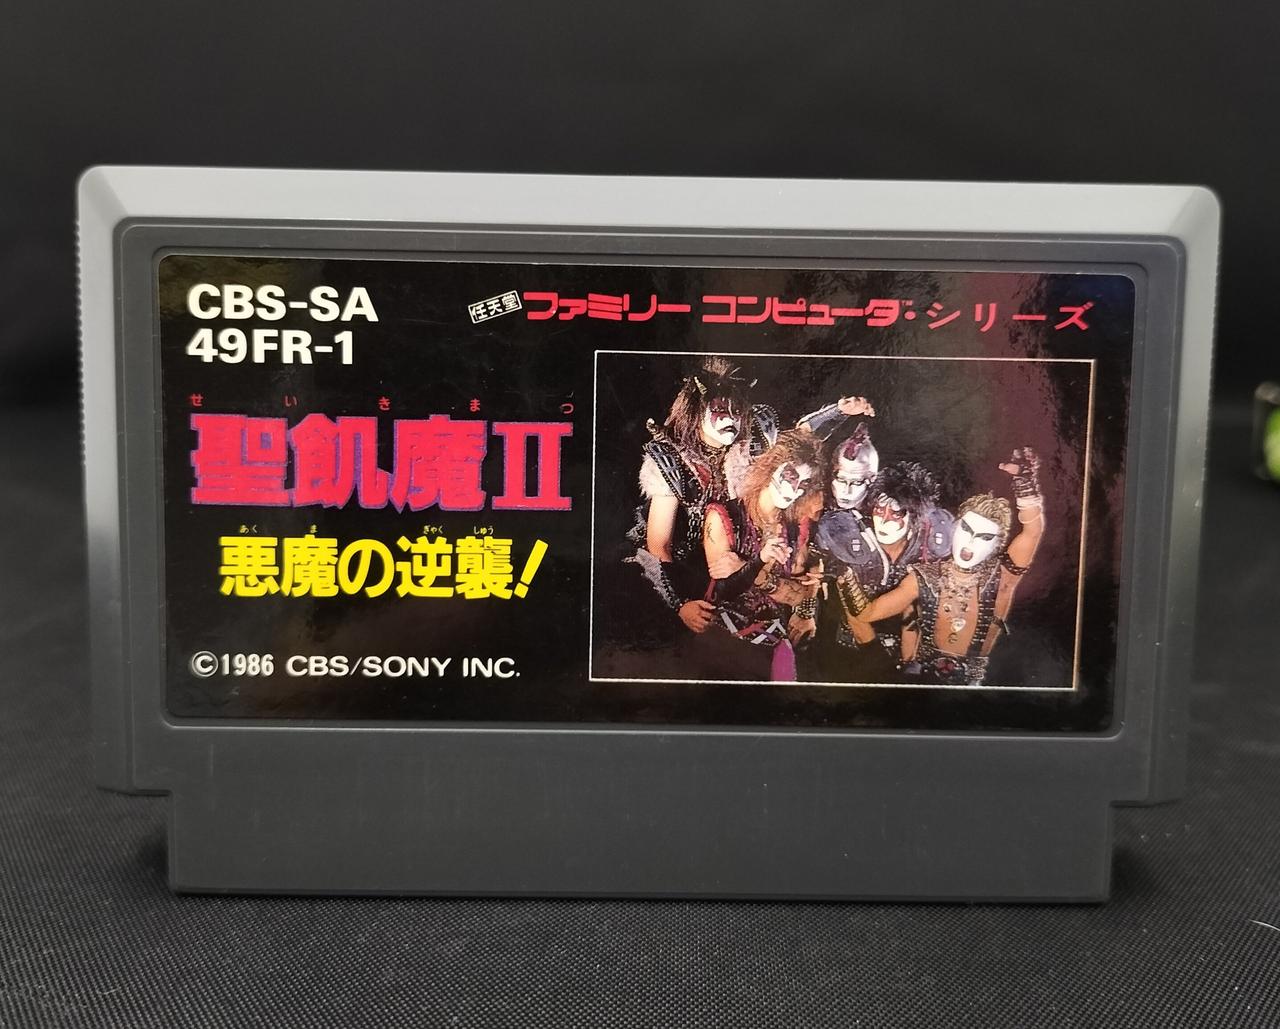 CBS-SA
49FR-1
任天堂 ファミリー コンピュータ™・シリーズ
せいきまつ
聖飢魔II
あく ま ぎゃく しゅう
悪魔の逆襲!
©1986 CBS/SONY INC.